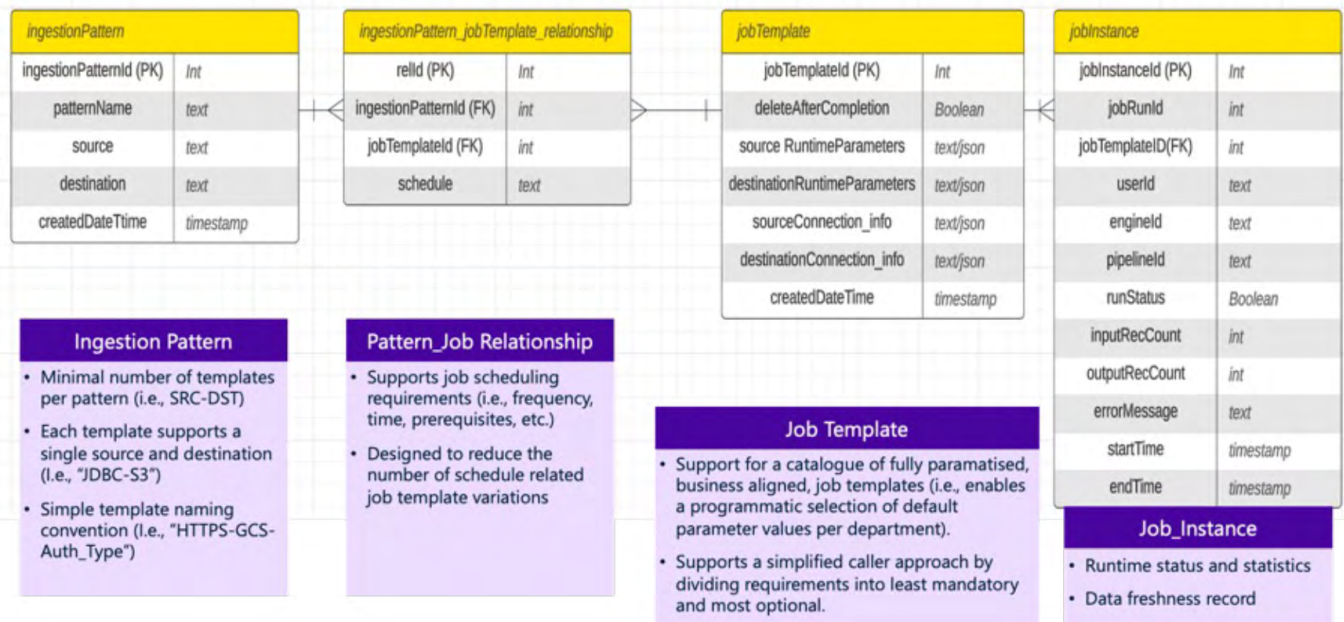 ingestionPattern
ingestionPatternId (PK) Int
patternName text
source text
destination text
createdDateTtime timestamp
ingestionPattern_jobTemplate_relationship
relId (PK) Int
ingestionPatternId (FK) int
jobTemplateId (FK) int
schedule text
jobTemplate
jobTemplateId (PK) Int
deleteAfterCompletion Boolean
source RuntimeParameters text/json
destinationRuntimeParameters text/json
sourceConnection_info text/json
destinationConnection_info text/json
createdDateTime timestamp
jobInstance
jobInstanceId (PK) Int
jobRunId int
jobTemplateID(FK) int
userId text
engineId text
pipelineId text
runStatus Boolean
inputRecCount int
outputRecCount int
errorMessage text
startTime timestamp
endTime timestamp
Ingestion Pattern
• Minimal number of templates
per pattern (i.e., SRC-DST)
• Each template supports a
single source and destination
(I.e., "JDBC-S3")
• Simple template naming
convention (I.e., "HTTPS-GCS-
Auth_Type")
Pattern_Job Relationship
• Supports job scheduling
requirements (i.e., frequency,
time, prerequisites, etc.)
• Designed to reduce the
number of schedule related
job template variations
Job Template
• Support for a catalogue of fully paramatised,
business aligned, job templates (i.e., enables
a programmatic selection of default
parameter values per department).
• Supports a simplified caller approach by
dividing requirements into least mandatory
and most optional.
Job_Instance
• Runtime status and statistics
• Data freshness record